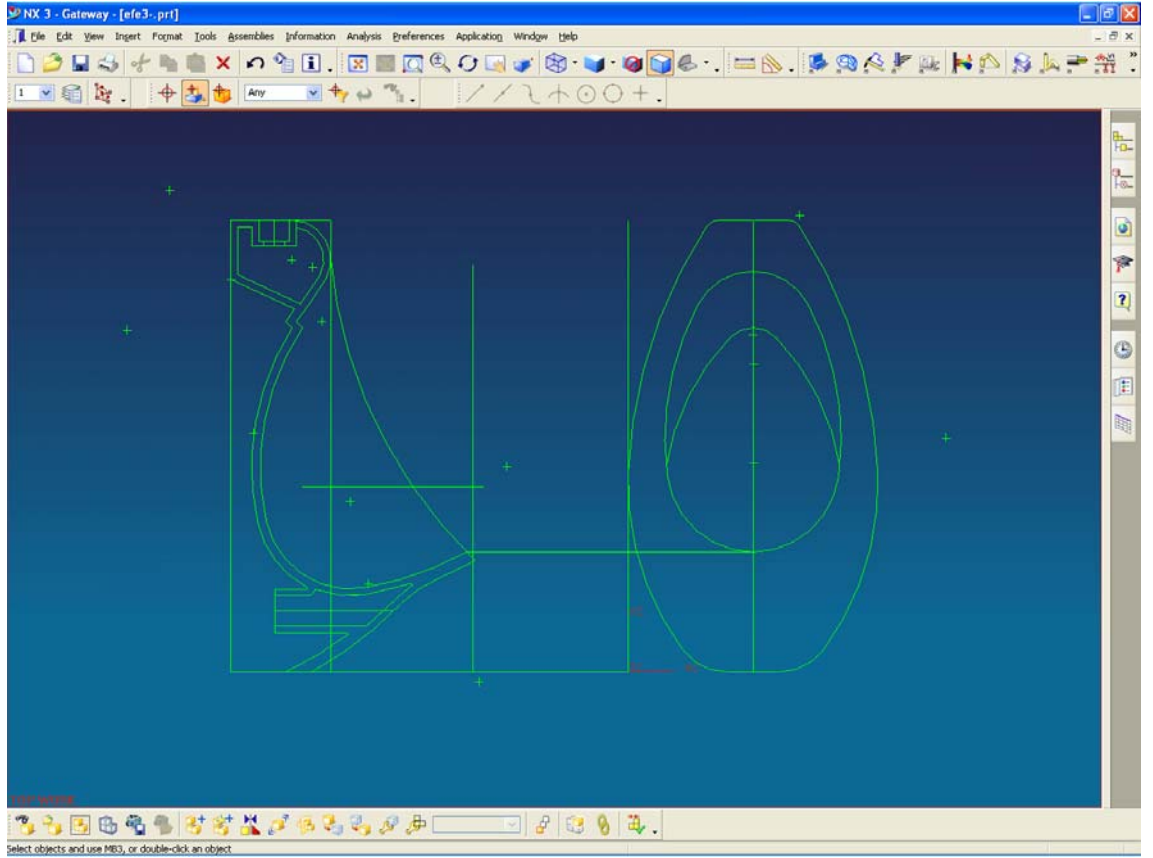 NX 3 - Gateway - [efe3-.prt]
File Edit View Insert Format Tools Assemblies Information Analysis Preferences Application Window Help
1 Any
Select objects and use MB3, or double-click an object